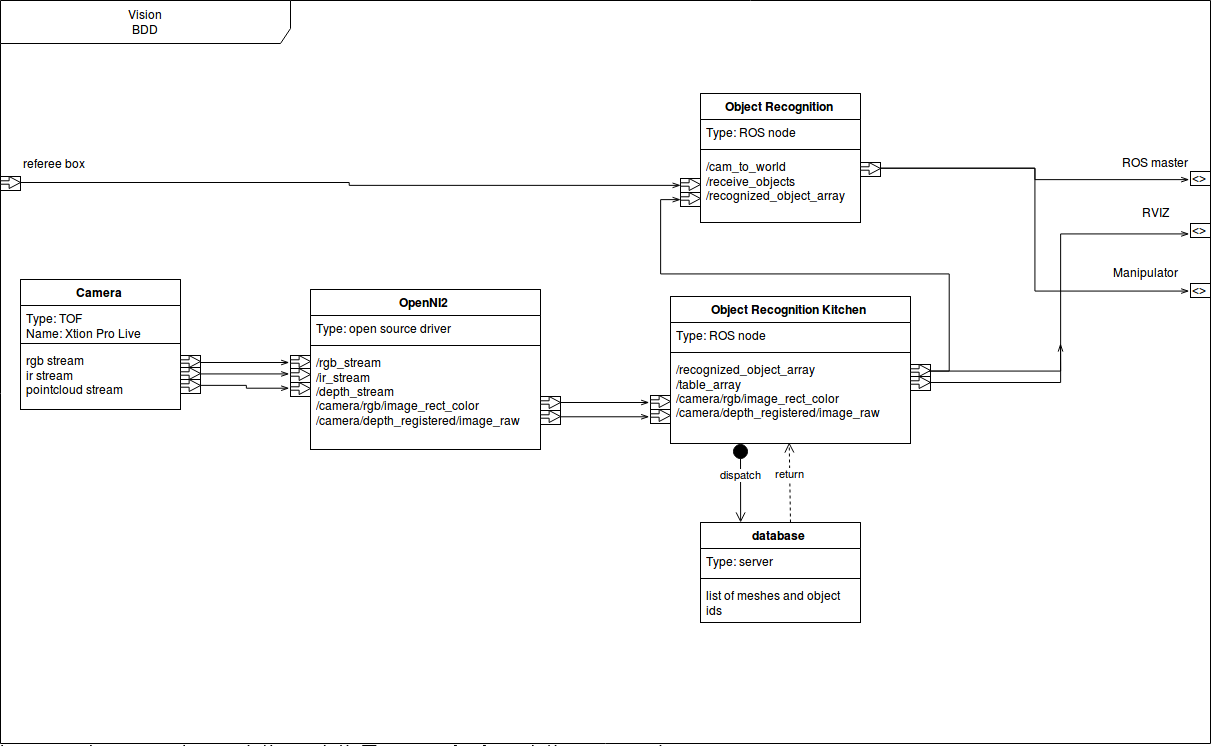 Vision
BDD
Object Recognition
Type: ROS node
/cam_to_world
/receive_objects
/recognized_object_array
referee box
ROS master
<>
RVIZ
<>
Manipulator
<>
Camera
Type: TOF
Name: Xtion Pro Live
rgb stream
ir stream
pointcloud stream
OpenNI2
Type: open source driver
/rgb_stream
/ir_stream
/depth_stream
/camera/rgb/image_rect_color
/camera/depth_registered/image_raw
Object Recognition Kitchen
Type: ROS node
/recognized_object_array
/table_array
/camera/rgb/image_rect_color
/camera/depth_registered/image_raw
dispatch
return
database
Type: server
list of meshes and object
ids